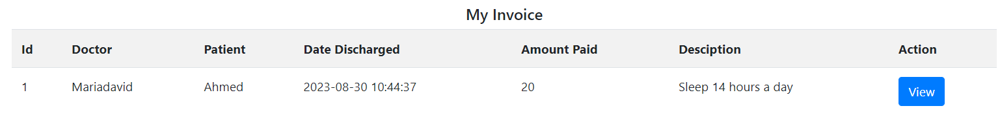 My Invoice
Id Doctor Patient Date Discharged Amount Paid Desciption Action
1 Mariadavid Ahmed 2023-08-30 10:44:37 20 Sleep 14 hours a day View